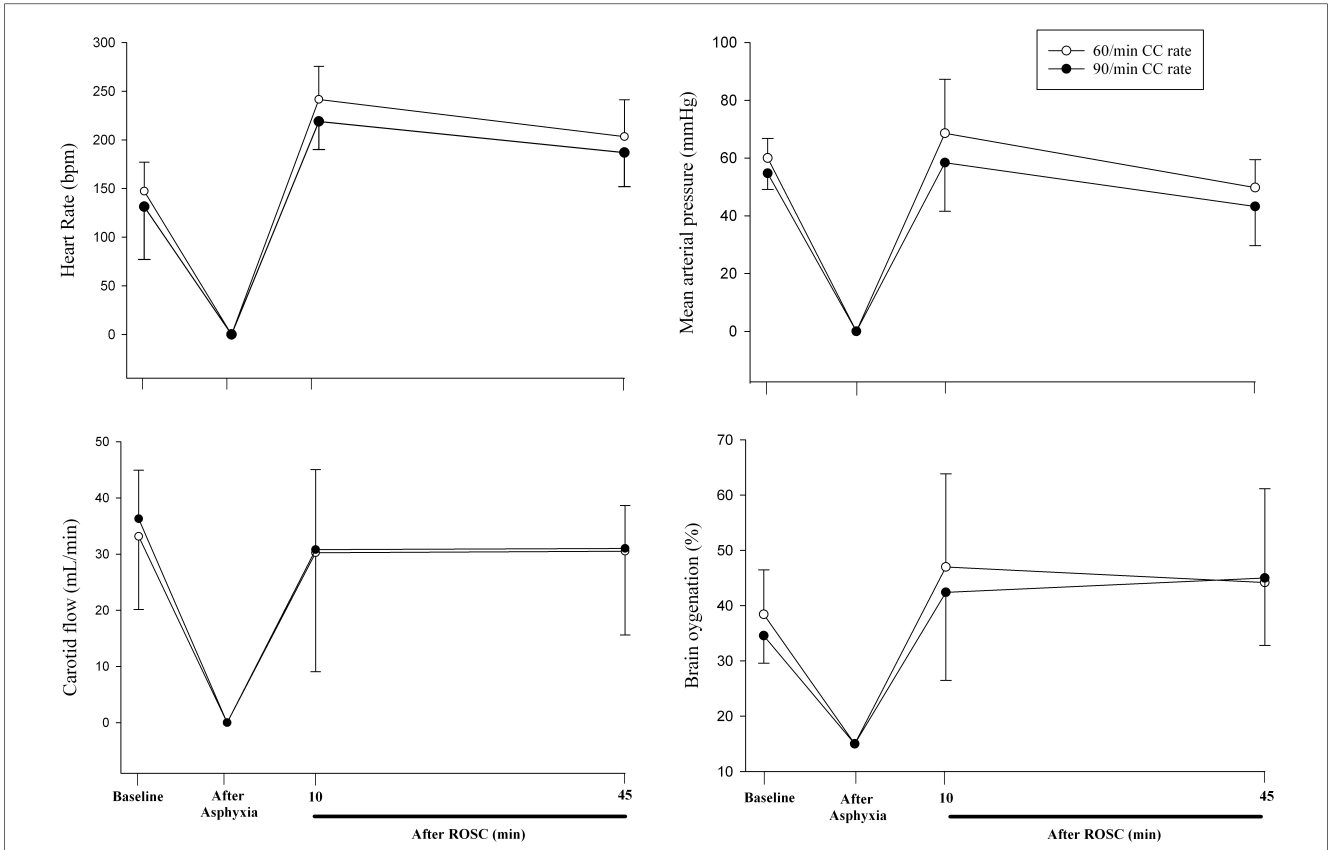 Heart Rate (bpm)
300
250
200
150
100
50
0
Mean arterial pressure (mmHg)
100
80
60
40
20
0
60/min CC rate
90/min CC rate
Carotid flow (mL/min)
50
40
30
20
10
0
Baseline
After
Asphyxia
10
45
After ROSC (min)
Brain oygenation (%)
70
60
50
40
30
20
10
Baseline
After
Asphyxia
10
45
After ROSC (min)